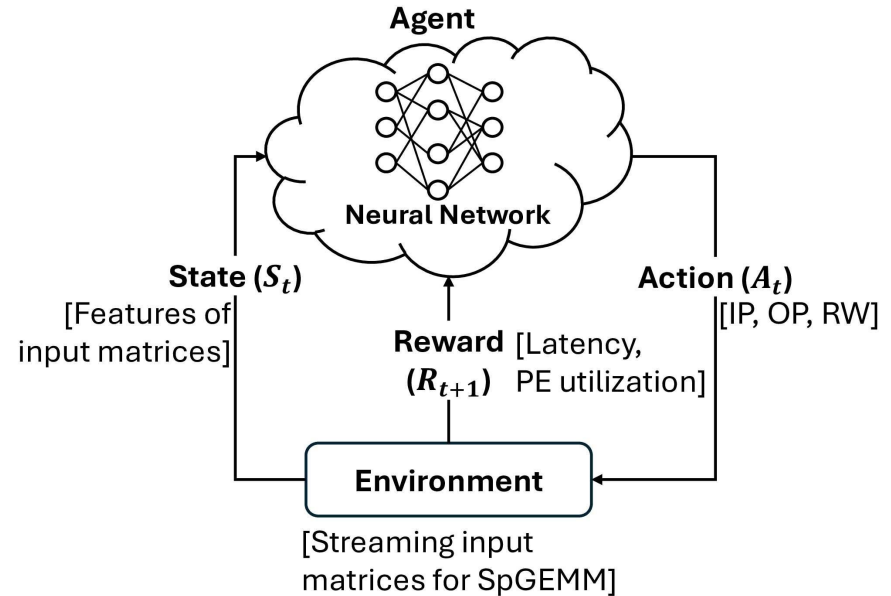 Agent
Neural Network
State (S_t)
[Features of
input matrices]
Reward
(R_{t+1})
[Latency,
PE utilization]
Action (A_t)
[IP, OP, RW]
Environment
[Streaming input
matrices for SpGEMM]